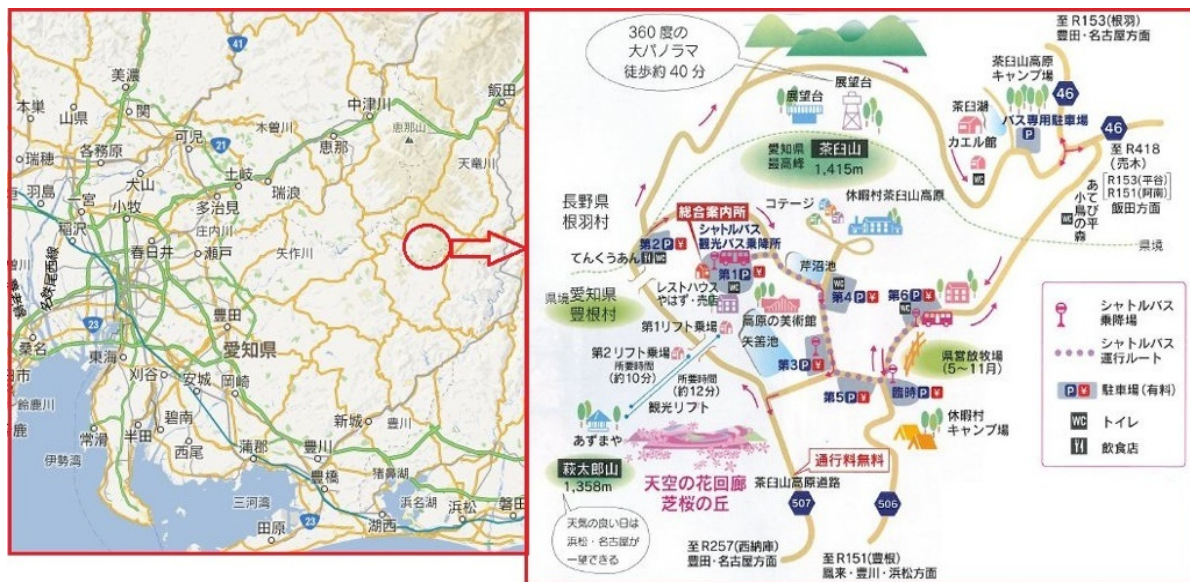 41
美濃
本巣
山県
関
飯田
中津川
可児
木曽川
恵那山
恵那
21
瑞穂
各務原
天竜川
土岐
羽島
犬山
瑞浪
一宮
小牧
多治見
稲沢
庄内川
春日井
瀬戸
矢作川
名鉄尾西線
豊田
23
桑名
愛知県
東海
刈谷
岡崎
鈴鹿川
安城
碧南
新城
常滑
半田
西尾
伊勢湾
蒲郡
豊川
豊橋
猪鼻湖
三河湾
浜名湖
浜松
磐田
田原
23
湖西
360度の
大パノラマ
徒歩約40分
至R153(根羽)
豊田・名古屋方面
茶臼山高原
キャンプ場
46
展望台
展望台
茶臼湖
カエル館
バス専用駐車場
P
46
愛知県
最高峰
茶臼山
1,415m
WC
至R418
(売木)
R153(平谷)
R151(阿南)
飯田方面
あてび平
小鳥の森
WC
長野県
根羽村
休暇村茶臼山高原
コテージ
総合案内所
シャトルバス
観光バス乗降所
第2 P ¥
てんくうあん
WC
県境
芹沼池
第1 P ¥
県境
愛知県
豊根村
レストハウス
やはず・売店
WC
WC
第4 P ¥
第6 P ¥
WC
高原の美術館
第1リフト乗場
矢筈池
第2リフト乗場
所要時間
(約10分)
第3 P ¥
県営放牧場
(5〜11月)
所要時間
(約12分)
観光リフト
第5 P ¥
臨時 P ¥
あずまや
休暇村
キャンプ場
萩太郎山
1,358m
天空の花回廊
芝桜の丘
通行料無料
茶臼山高原道路
507
506
天気の良い日は
浜松・名古屋が
一望できる
至R257(西納庫)
豊田・名古屋方面
至R151(豊根)
鳳来・豊川・浜松方面
シャトルバス
乗降場
シャトルバス
運行ルート
P ¥ 駐車場(有料)
WC トイレ
飲食店